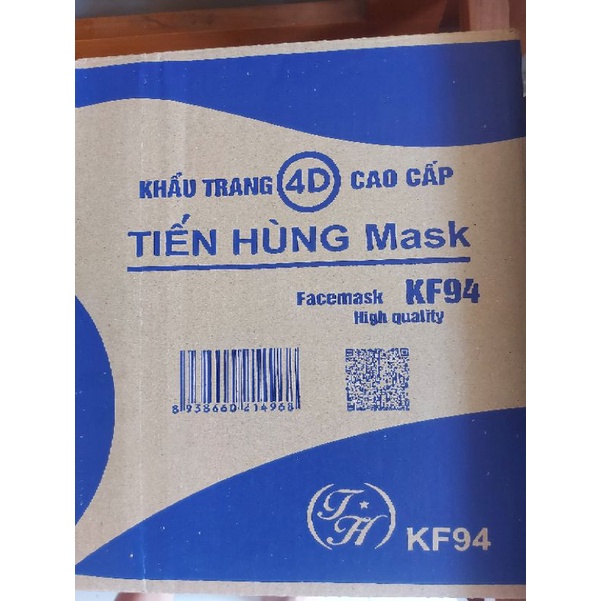 KHẨU TRANG 4D CAO CẤP
TIẾN HÙNG Mask
Facemask KF94
High quality
8 938660 214968
TH KF94